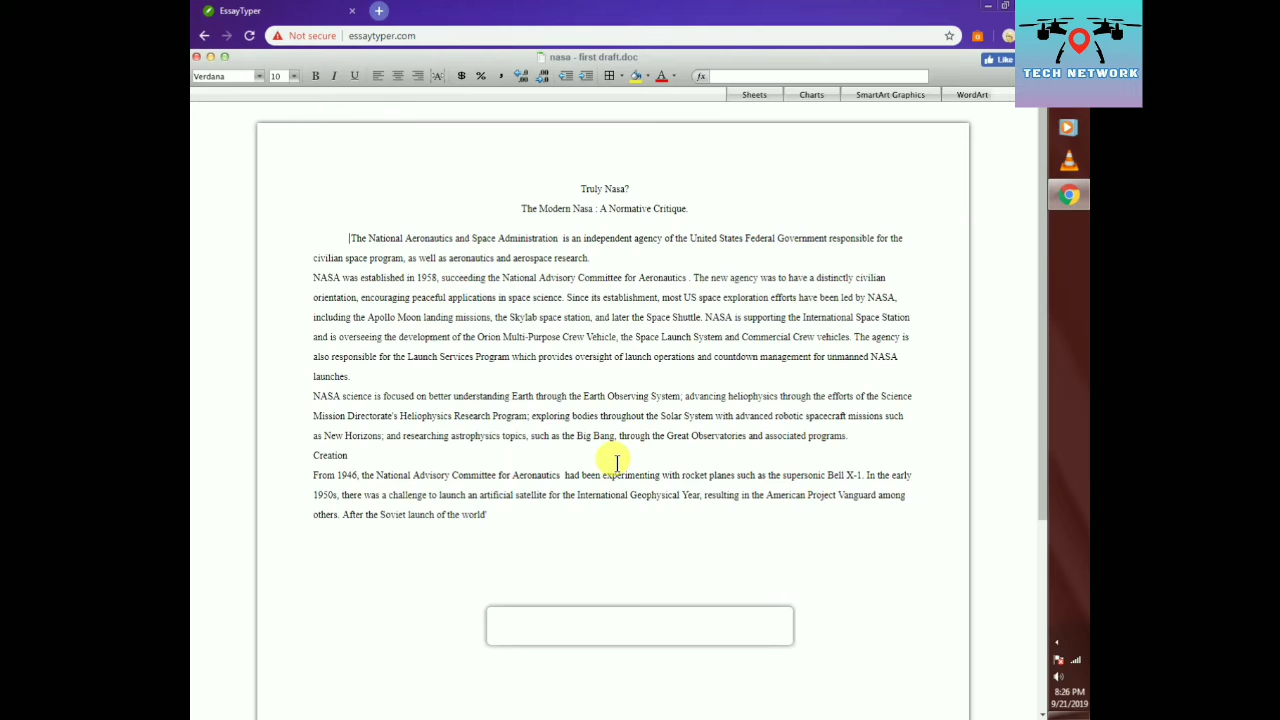 EssayTyper
Not secure
essaytyper.com
TECH NETWORK
nasa - first draft.doc
Like
Verdana
10
B I U
$ % ,
fx
Sheets
Charts
SmartArt Graphics
WordArt
Truly Nasa?
The Modern Nasa : A Normative Critique.
The National Aeronautics and Space Administration is an independent agency of the United States Federal Government responsible for the
civilian space program, as well as aeronautics and aerospace research.
NASA was established in 1958, succeeding the National Advisory Committee for Aeronautics . The new agency was to have a distinctly civilian
orientation, encouraging peaceful applications in space science. Since its establishment, most US space exploration efforts have been led by NASA,
including the Apollo Moon landing missions, the Skylab space station, and later the Space Shuttle. NASA is supporting the International Space Station
and is overseeing the development of the Orion Multi-Purpose Crew Vehicle, the Space Launch System and Commercial Crew vehicles. The agency is
also responsible for the Launch Services Program which provides oversight of launch operations and countdown management for unmanned NASA
launches.
NASA science is focused on better understanding Earth through the Earth Observing System; advancing heliophysics through the efforts of the Science
Mission Directorate's Heliophysics Research Program; exploring bodies throughout the Solar System with advanced robotic spacecraft missions such
as New Horizons; and researching astrophysics topics, such as the Big Bang, through the Great Observatories and associated programs.
Creation
From 1946, the National Advisory Committee for Aeronautics had been experimenting with rocket planes such as the supersonic Bell X-1. In the early
1950s, there was a challenge to launch an artificial satellite for the International Geophysical Year, resulting in the American Project Vanguard among
others. After the Soviet launch of the world'
8:26 PM
9/21/2019